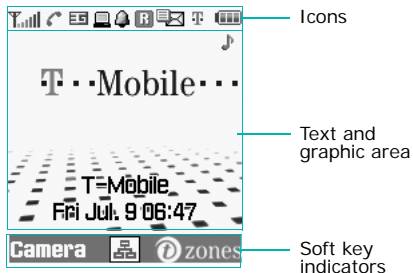 Icons
T··Mobile···
Text and
graphic area
T-Mobile
Fri Jul. 9 06:47
Camera zones
Soft key
indicators